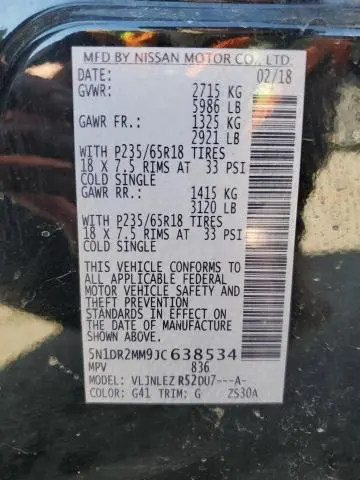 MFD BY NISSAN MOTOR CO., LTD.
DATE: 02/18
GVWR: 2715 KG
5986 LB
GAWR FR.: 1325 KG
2921 LB
WITH P235/65R18 TIRES
18 X 7.5 RIMS AT 33 PSI
COLD SINGLE
GAWR RR.: 1415 KG
3120 LB
WITH P235/65R18 TIRES
18 X 7.5 RIMS AT 33 PSI
COLD SINGLE
THIS VEHICLE CONFORMS TO
ALL APPLICABLE FEDERAL
MOTOR VEHICLE SAFETY AND
THEFT PREVENTION
STANDARDS IN EFFECT ON
THE DATE OF MANUFACTURE
SHOWN ABOVE.
5N1DR2MM9JC638534
MPV 836
MODEL: VLJNLEZ R52DU7---A-
COLOR: G41 TRIM: G ZS30A